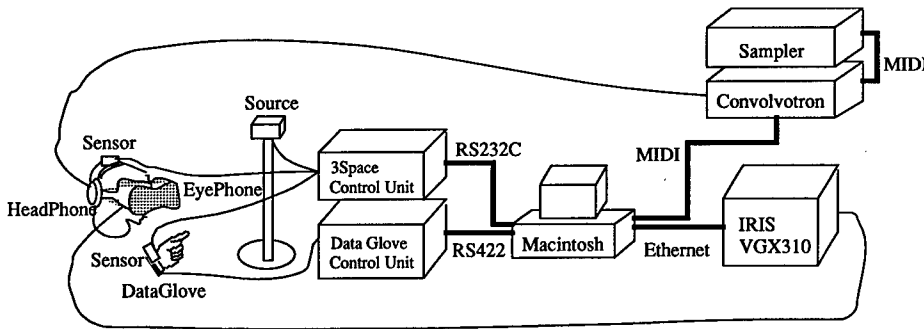 Sampler
MIDI
Convolvotron
Source
Sensor
RS232C
MIDI
3Space
Control Unit
EyePhone
HeadPhone
IRIS
VGX310
Data Glove
Control Unit
RS422
Macintosh
Ethernet
Sensor
DataGlove